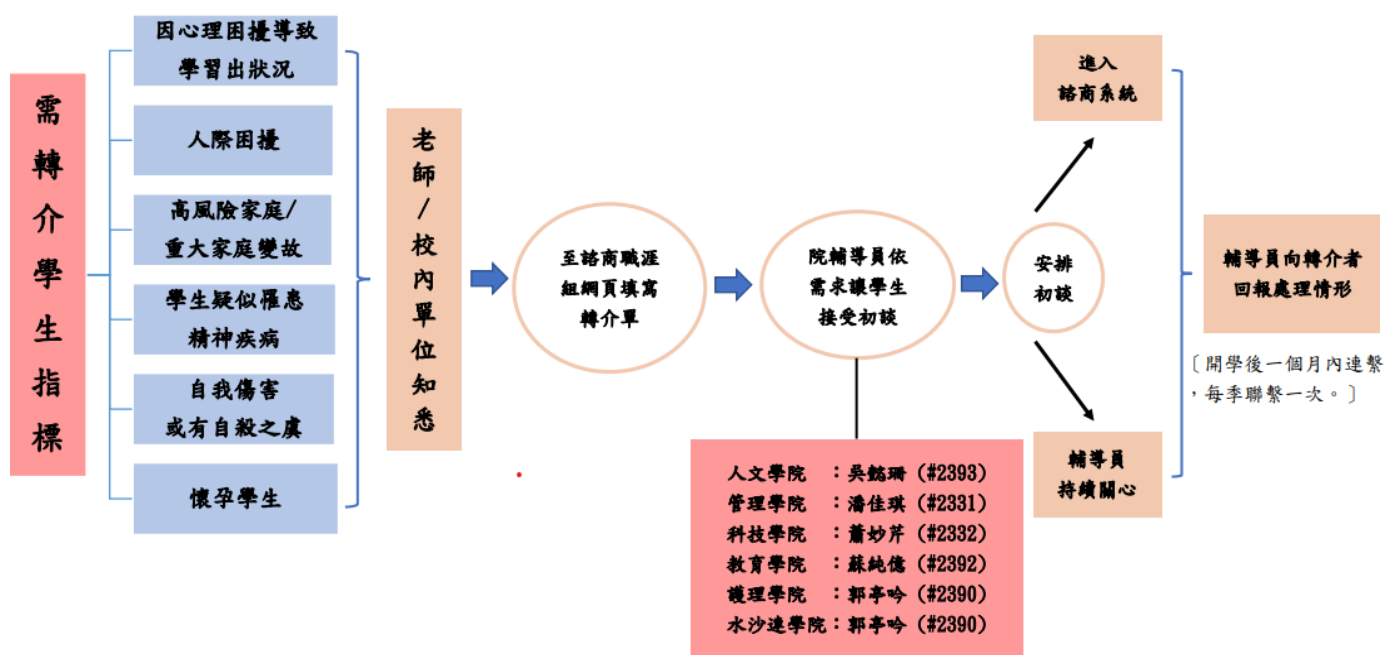 需轉介學生指標
因心理困擾導致
學習出狀況
人際困擾
高風險家庭/
重大家庭變故
學生疑似罹患
精神疾病
自我傷害
或有自殺之虞
懷孕學生
老師/校內單位知悉
至諮商職涯
組網頁填寫
轉介單
院輔導員依
需求讓學生
接受初談
人文學院　：吳懿珊 (#2393)
管理學院　：潘佳琪 (#2331)
科技學院　：蕭妙芹 (#2332)
教育學院　：蘇純億 (#2392)
護理學院　：郭亭吟 (#2390)
水沙連學院：郭亭吟 (#2390)
安排
初談
進入
諮商系統
輔導員
持續關心
輔導員向轉介者
回報處理情形
〔開學後一個月內連繫
，每季聯繫一次。〕